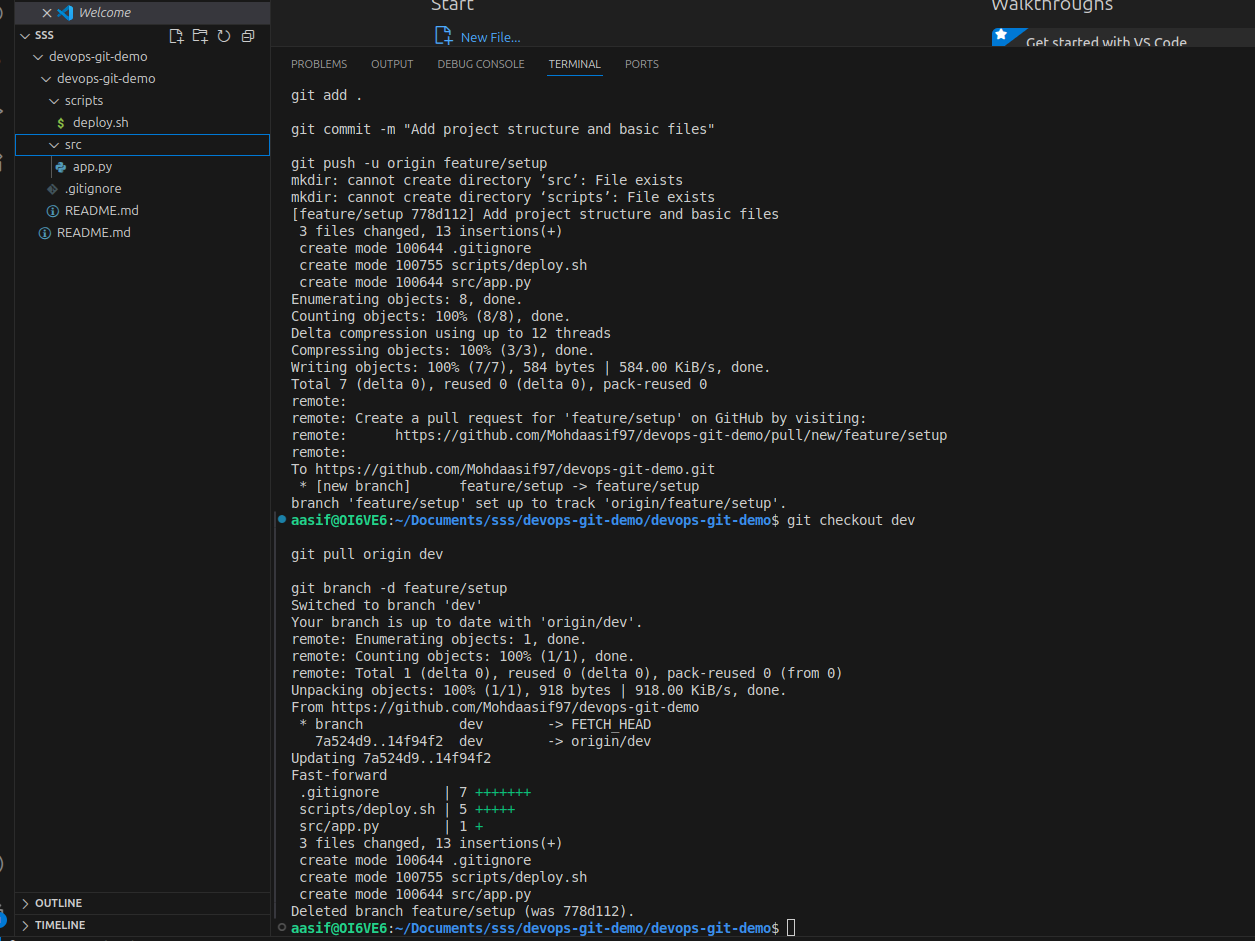 Welcome
SSS
devops-git-demo
devops-git-demo
scripts
$ deploy.sh
src
app.py
.gitignore
README.md
README.md
OUTLINE
TIMELINE
Start
New File...
Walkthroughs
Get started with VS Code
PROBLEMS OUTPUT DEBUG CONSOLE TERMINAL PORTS
git add .
git commit -m "Add project structure and basic files"
git push -u origin feature/setup
mkdir: cannot create directory ‘src’: File exists
mkdir: cannot create directory ‘scripts’: File exists
[feature/setup 778d112] Add project structure and basic files
3 files changed, 13 insertions(+)
create mode 100644 .gitignore
create mode 100755 scripts/deploy.sh
create mode 100644 src/app.py
Enumerating objects: 8, done.
Counting objects: 100% (8/8), done.
Delta compression using up to 12 threads
Compressing objects: 100% (3/3), done.
Writing objects: 100% (7/7), 584 bytes | 584.00 KiB/s, done.
Total 7 (delta 0), reused 0 (delta 0), pack-reused 0
remote:
remote: Create a pull request for 'feature/setup' on GitHub by visiting:
remote:      https://github.com/Mohdaasif97/devops-git-demo/pull/new/feature/setup
remote:
To https://github.com/Mohdaasif97/devops-git-demo.git
* [new branch]      feature/setup -> feature/setup
branch 'feature/setup' set up to track 'origin/feature/setup'.
aasif@OI6VE6:~/Documents/sss/devops-git-demo/devops-git-demo$ git checkout dev
git pull origin dev
git branch -d feature/setup
Switched to branch 'dev'
Your branch is up to date with 'origin/dev'.
remote: Enumerating objects: 1, done.
remote: Counting objects: 100% (1/1), done.
remote: Total 1 (delta 0), reused 0 (delta 0), pack-reused 0 (from 0)
Unpacking objects: 100% (1/1), 918 bytes | 918.00 KiB/s, done.
From https://github.com/Mohdaasif97/devops-git-demo
* branch            dev        -> FETCH_HEAD
7a524d9..14f94f2  dev        -> origin/dev
Updating 7a524d9..14f94f2
Fast-forward
.gitignore        | 7 +++++++
scripts/deploy.sh | 5 +++++
src/app.py        | 1 +
3 files changed, 13 insertions(+)
create mode 100644 .gitignore
create mode 100755 scripts/deploy.sh
create mode 100644 src/app.py
Deleted branch feature/setup (was 778d112).
aasif@OI6VE6:~/Documents/sss/devops-git-demo/devops-git-demo$